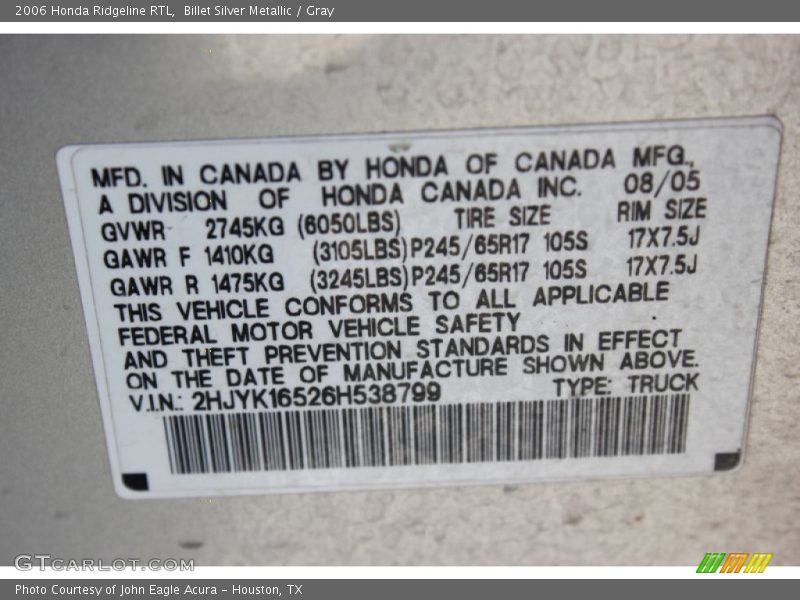 2006 Honda Ridgeline RTL,  Billet Silver Metallic / Gray
MFD. IN CANADA BY HONDA OF CANADA MFG.,
A DIVISION OF HONDA CANADA INC. 08/05
GVWR 2745KG (6050LBS) TIRE SIZE RIM SIZE
GAWR F 1410KG (3105LBS) P245/65R17 105S 17X7.5J
GAWR R 1475KG (3245LBS) P245/65R17 105S 17X7.5J
THIS VEHICLE CONFORMS TO ALL APPLICABLE
FEDERAL MOTOR VEHICLE SAFETY
AND THEFT PREVENTION STANDARDS IN EFFECT
ON THE DATE OF MANUFACTURE SHOWN ABOVE.
V.I.N.: 2HJYK16526H538799 TYPE: TRUCK
GTCARLOT.COM
Photo Courtesy of John Eagle Acura - Houston, TX